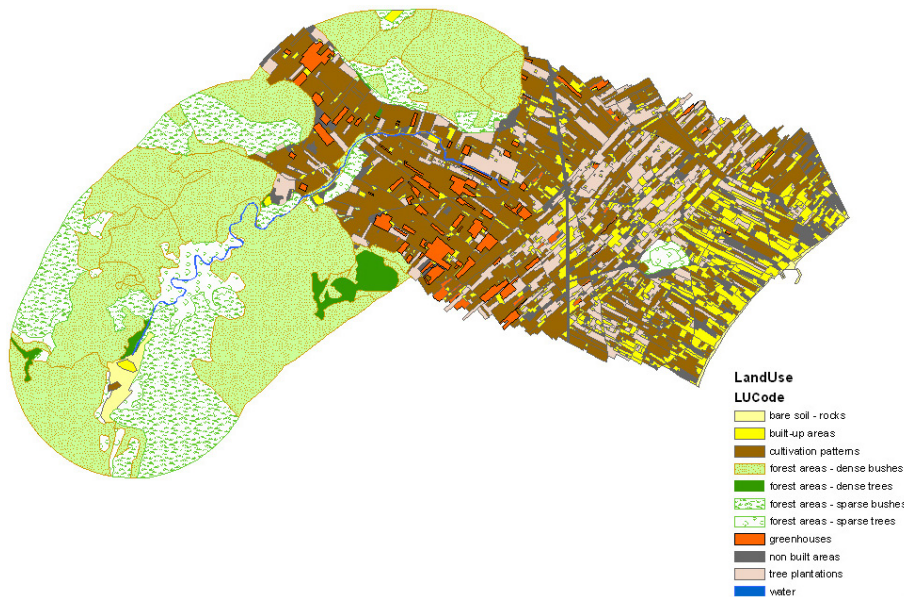 LandUse
LUCode
bare soil - rocks
built-up areas
cultivation patterns
forest areas - dense bushes
forest areas - dense trees
forest areas - sparse bushes
forest areas - sparse trees
greenhouses
non built areas
tree plantations
water